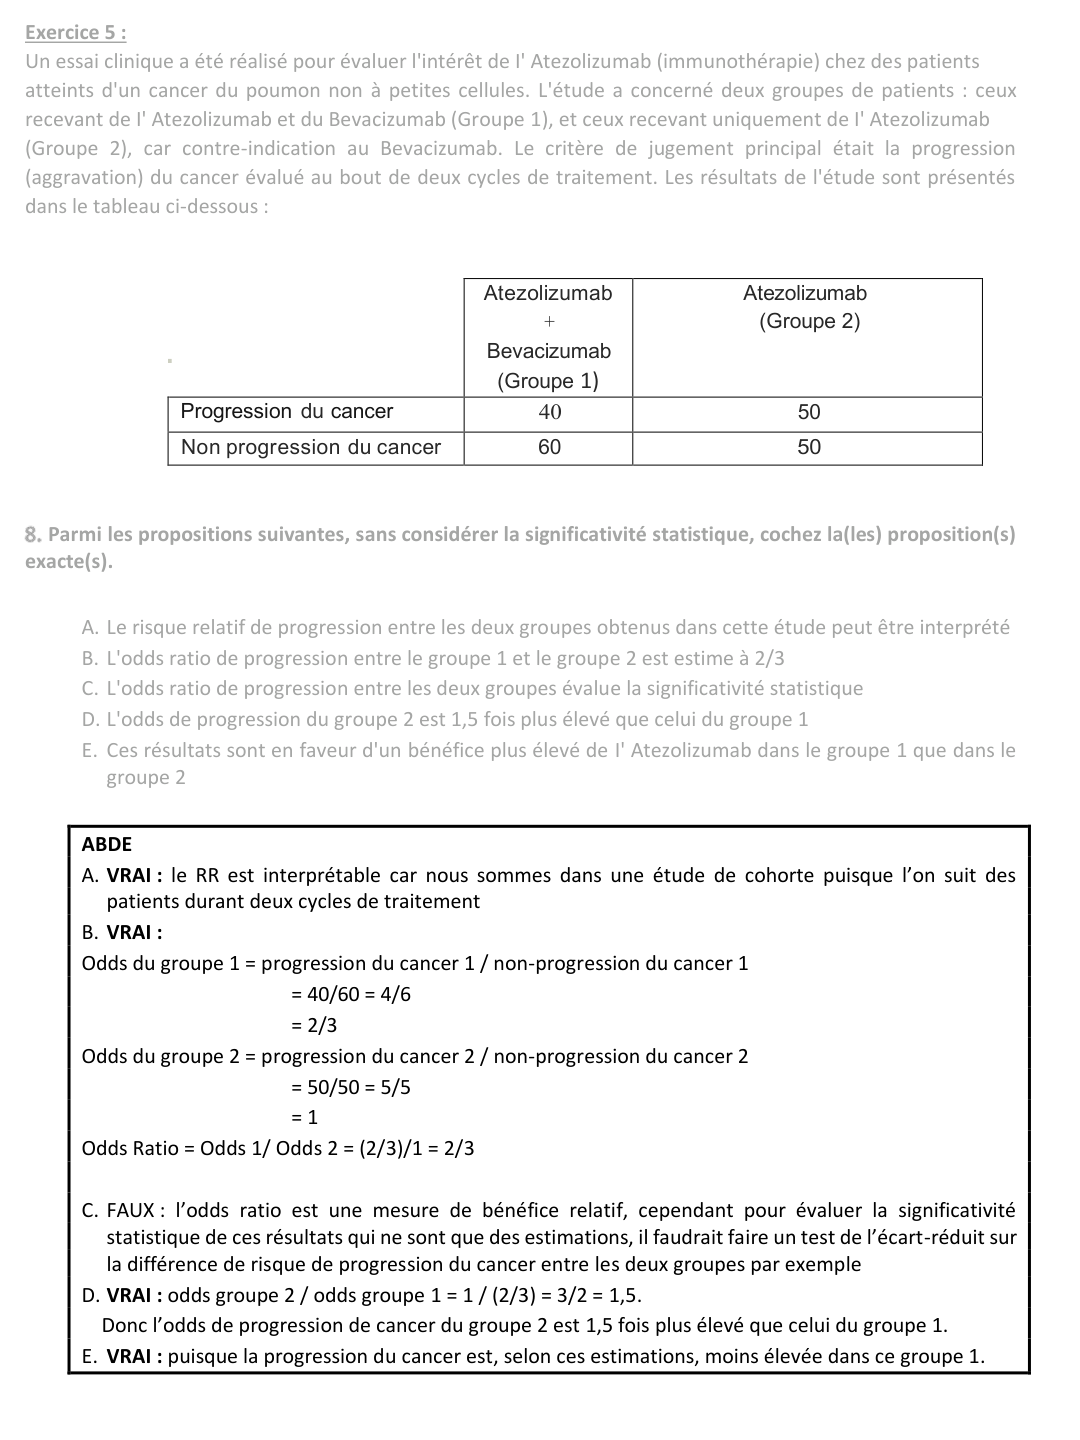 Exercice 5 :
Un essai clinique a été réalisé pour évaluer l'intérêt de I' Atezolizumab (immunothérapie) chez des patients
atteints d'un cancer du poumon non à petites cellules. L'étude a concerné deux groupes de patients : ceux
recevant de I' Atezolizumab et du Bevacizumab (Groupe 1), et ceux recevant uniquement de I' Atezolizumab
(Groupe 2), car contre-indication au Bevacizumab. Le critère de jugement principal était la progression
(aggravation) du cancer évalué au bout de deux cycles de traitement. Les résultats de l'étude sont présentés
dans le tableau ci-dessous :
Atezolizumab
+
Bevacizumab
(Groupe 1)
Atezolizumab
(Groupe 2)
Progression du cancer 40 50
Non progression du cancer 60 50
8. Parmi les propositions suivantes, sans considérer la significativité statistique, cochez la(les) proposition(s)
exacte(s).
A. Le risque relatif de progression entre les deux groupes obtenus dans cette étude peut être interprété
B. L'odds ratio de progression entre le groupe 1 et le groupe 2 est estime à 2/3
C. L'odds ratio de progression entre les deux groupes évalue la significativité statistique
D. L'odds de progression du groupe 2 est 1,5 fois plus élevé que celui du groupe 1
E. Ces résultats sont en faveur d'un bénéfice plus élevé de I' Atezolizumab dans le groupe 1 que dans le
groupe 2
ABDE
A. VRAI : le RR est interprétable car nous sommes dans une étude de cohorte puisque l’on suit des
patients durant deux cycles de traitement
B. VRAI :
Odds du groupe 1 = progression du cancer 1 / non-progression du cancer 1
= 40/60 = 4/6
= 2/3
Odds du groupe 2 = progression du cancer 2 / non-progression du cancer 2
= 50/50 = 5/5
= 1
Odds Ratio = Odds 1/ Odds 2 = (2/3)/1 = 2/3
C. FAUX : l’odds ratio est une mesure de bénéfice relatif, cependant pour évaluer la significativité
statistique de ces résultats qui ne sont que des estimations, il faudrait faire un test de l’écart-réduit sur
la différence de risque de progression du cancer entre les deux groupes par exemple
D. VRAI : odds groupe 2 / odds groupe 1 = 1 / (2/3) = 3/2 = 1,5.
Donc l’odds de progression de cancer du groupe 2 est 1,5 fois plus élevé que celui du groupe 1.
E. VRAI : puisque la progression du cancer est, selon ces estimations, moins élevée dans ce groupe 1.